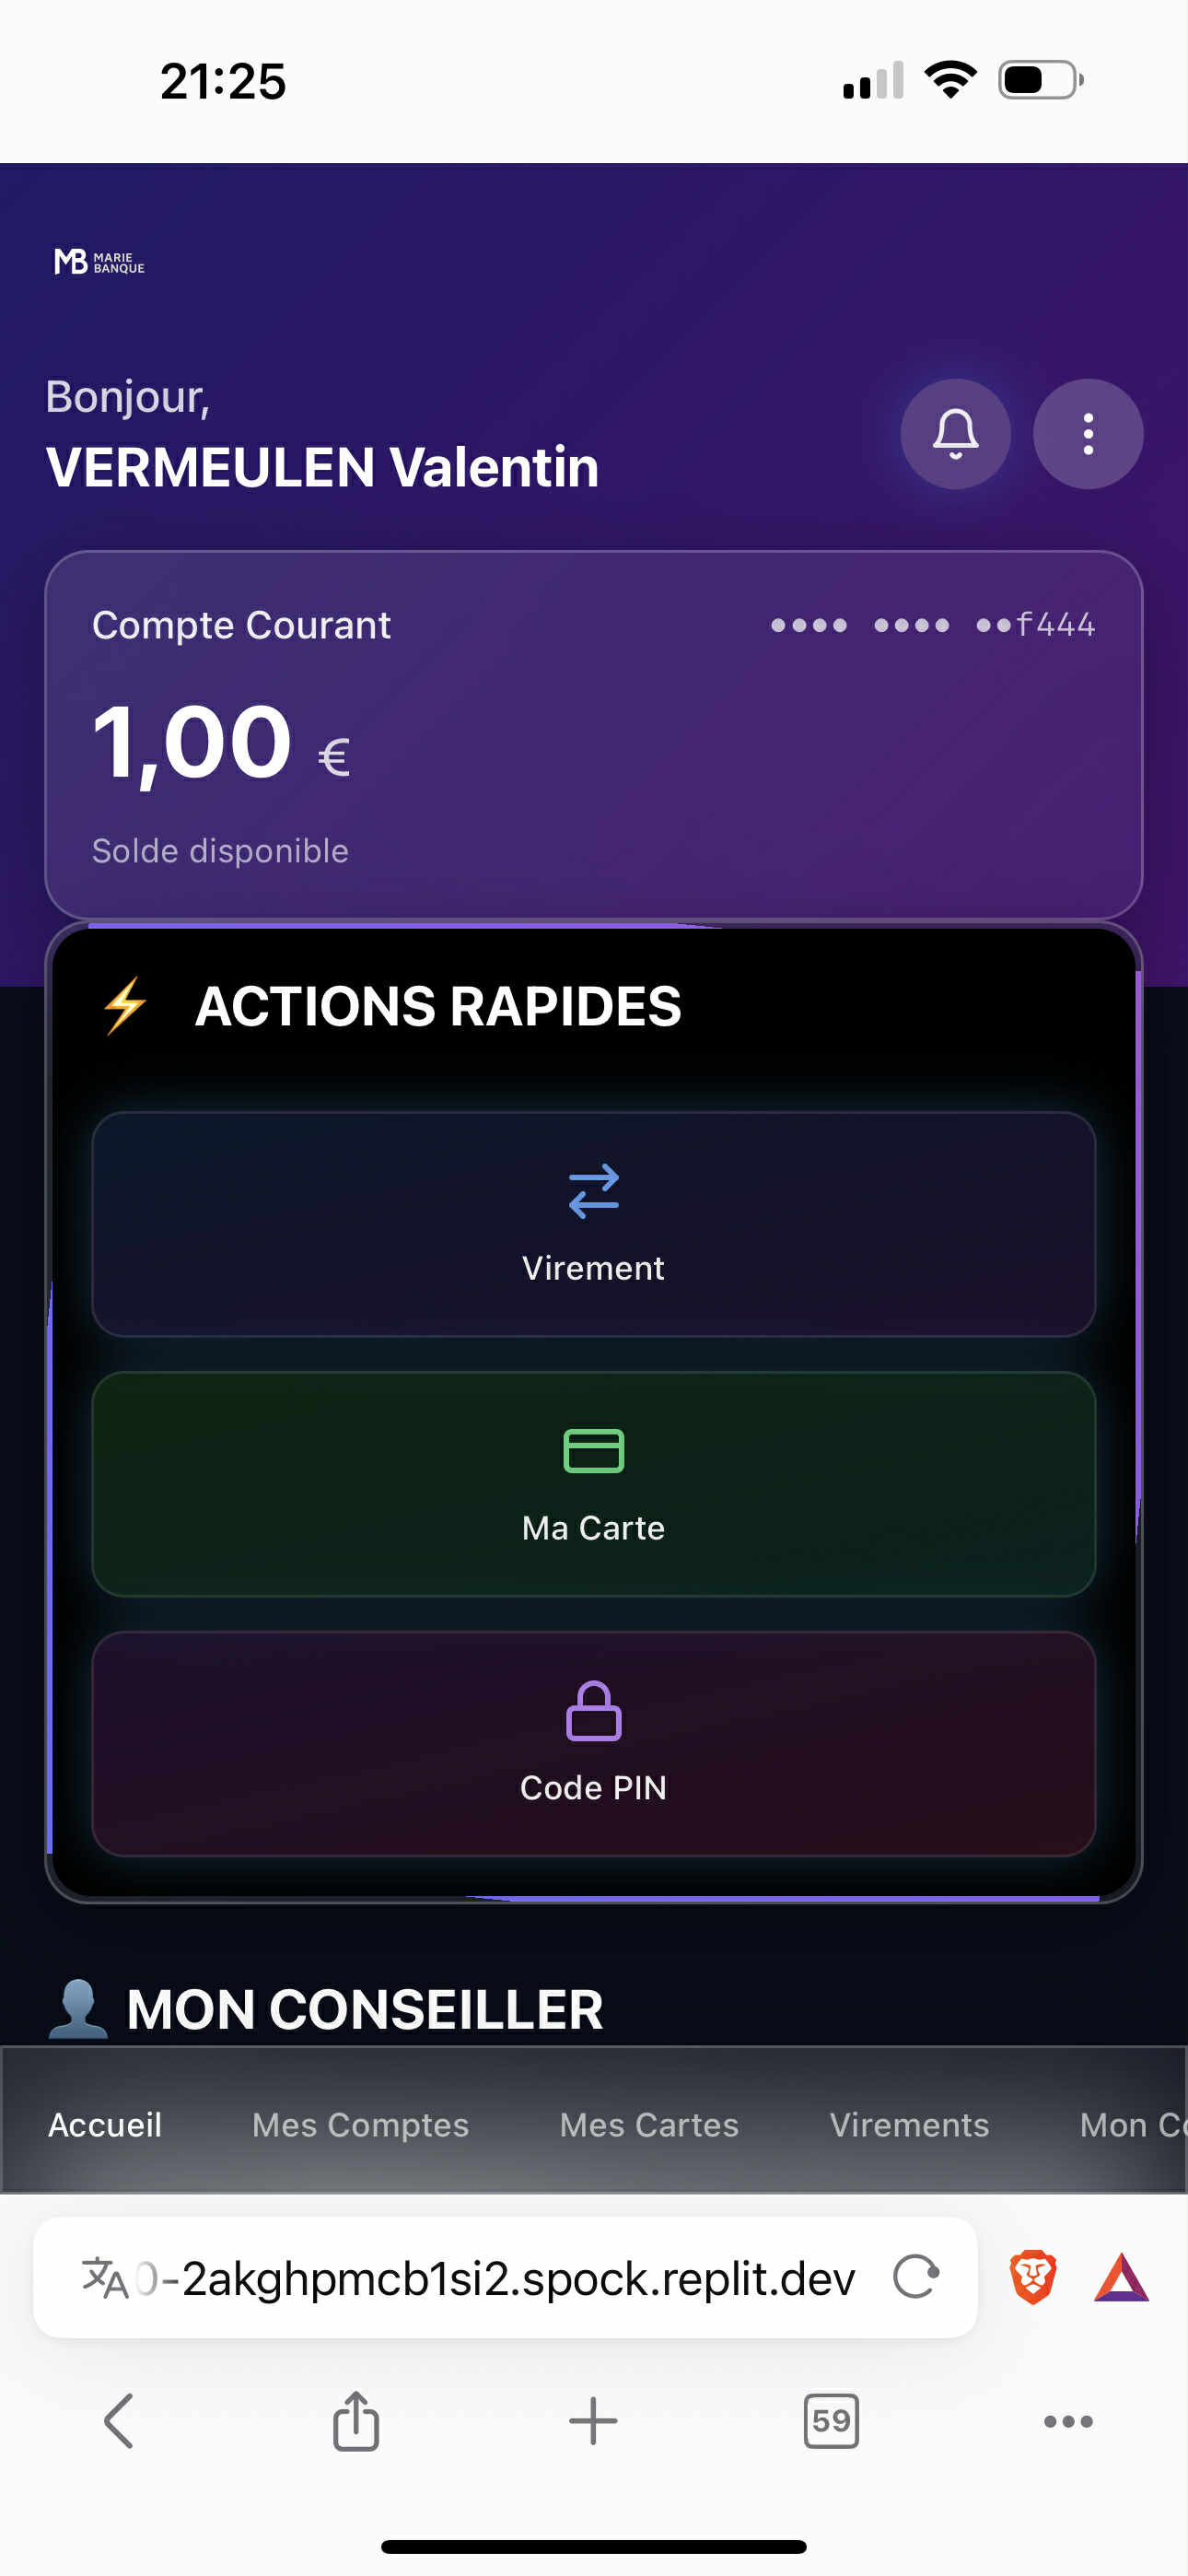 21:25
MB MARIE
BANQUE
Bonjour,
VERMEULEN Valentin
Compte Courant
•••• •••• ••f444
1,00 €
Solde disponible
⚡ ACTIONS RAPIDES
Virement
Ma Carte
Code PIN
👤 MON CONSEILLER
Accueil Mes Comptes Mes Cartes Virements Mon
-2akghpmcb1si2.spock.replit.dev
59